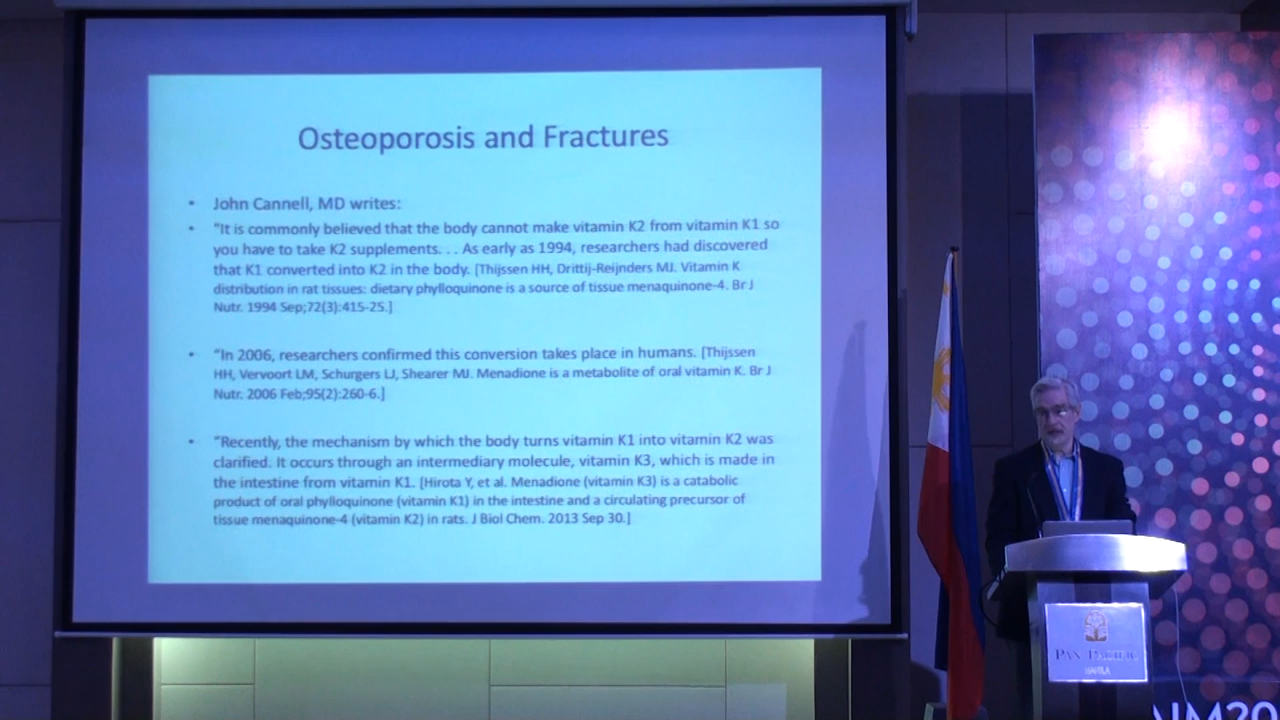 Osteoporosis and Fractures
• John Cannell, MD writes:
• "It is commonly believed that the body cannot make vitamin K2 from vitamin K1 so
you have to take K2 supplements. . . As early as 1994, researchers had discovered
that K1 converted into K2 in the body. [Thijssen HH, Drittij-Reijnders MJ. Vitamin K
distribution in rat tissues: dietary phylloquinone is a source of tissue menaquinone-4. Br J
Nutr. 1994 Sep;72(3):415-25.]
• "In 2006, researchers confirmed this conversion takes place in humans. [Thijssen
HH, Vervoort LM, Schurgers LJ, Shearer MJ. Menadione is a metabolite of oral vitamin K. Br J
Nutr. 2006 Feb;95(2):260-6.]
• "Recently, the mechanism by which the body turns vitamin K1 into vitamin K2 was
clarified. It occurs through an intermediary molecule, vitamin K3, which is made in
the intestine from vitamin K1. [Hirota Y, et al. Menadione (vitamin K3) is a catabolic
product of oral phylloquinone (vitamin K1) in the intestine and a circulating precursor of
tissue menaquinone-4 (vitamin K2) in rats. J Biol Chem. 2013 Sep 30.]
PAN PACIFIC
MANILA